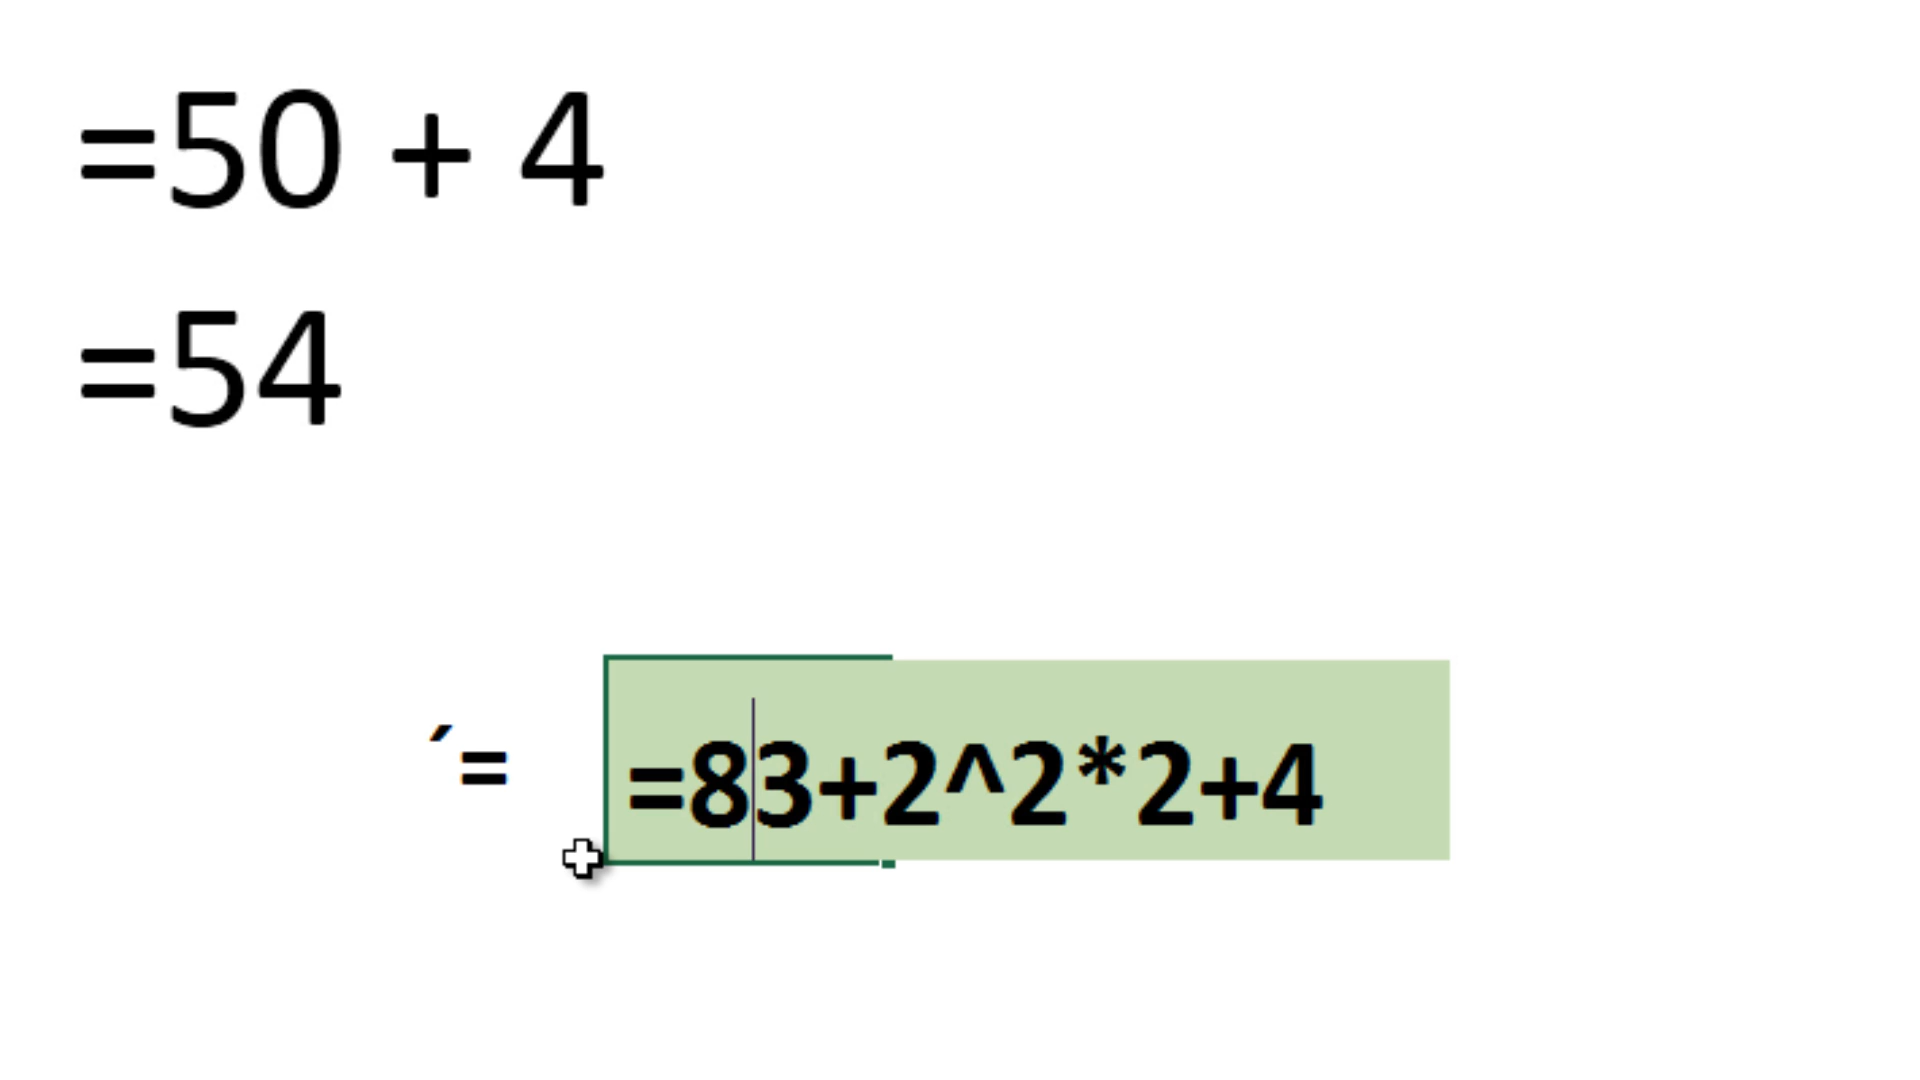 =50 + 4
=54
´= =83+2^2*2+4